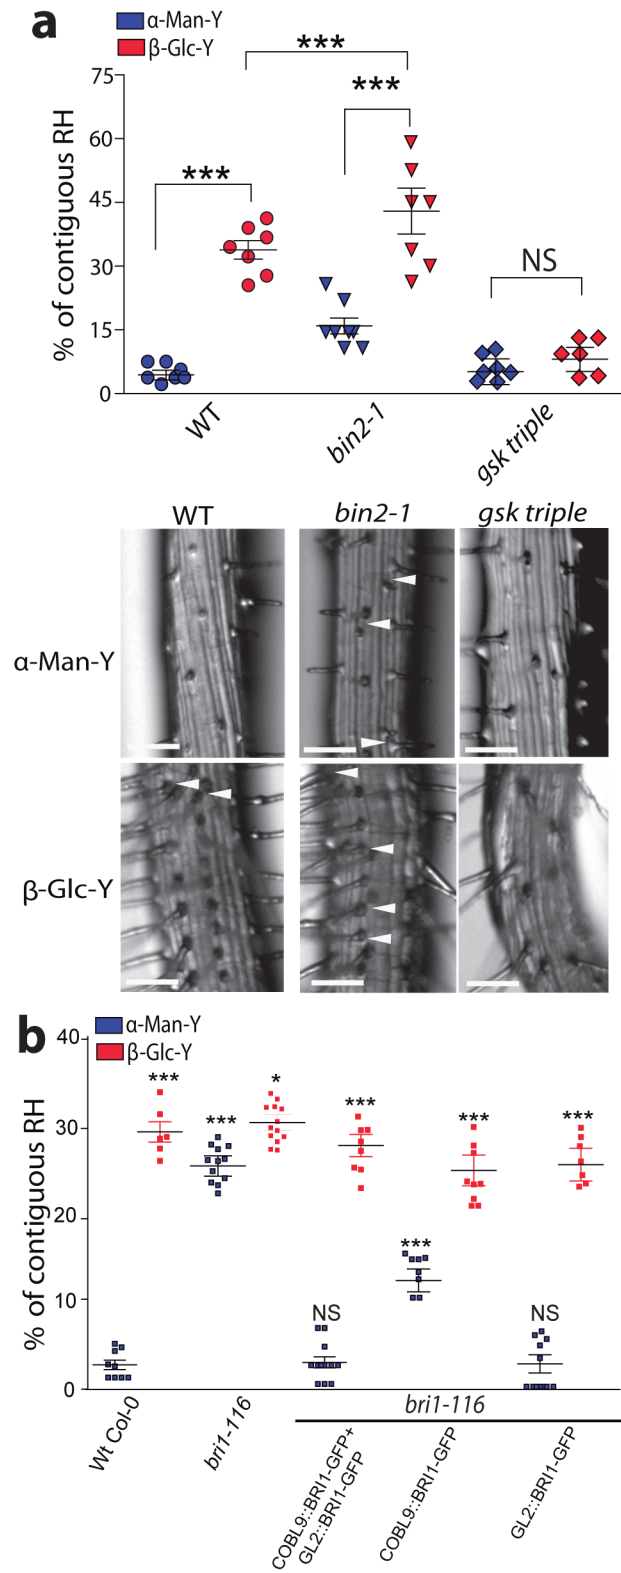 a
α-Man-Y
β-Glc-Y
% of contiguous RH
75
60
45
30
15
0
***
***
***
NS
WT
bin2-1
gsk triple
WT
bin2-1
gsk triple
α-Man-Y
β-Glc-Y
b
α-Man-Y
β-Glc-Y
% of contiguous RH
40
30
20
10
0
***
***
*
***
***
***
NS
***
NS
Wt Col-0
bri1-116
bri1-116
COBL9::BRI1-GFP+
GL2::BRI1-GFP
COBL9::BRI1-GFP
GL2::BRI1-GFP